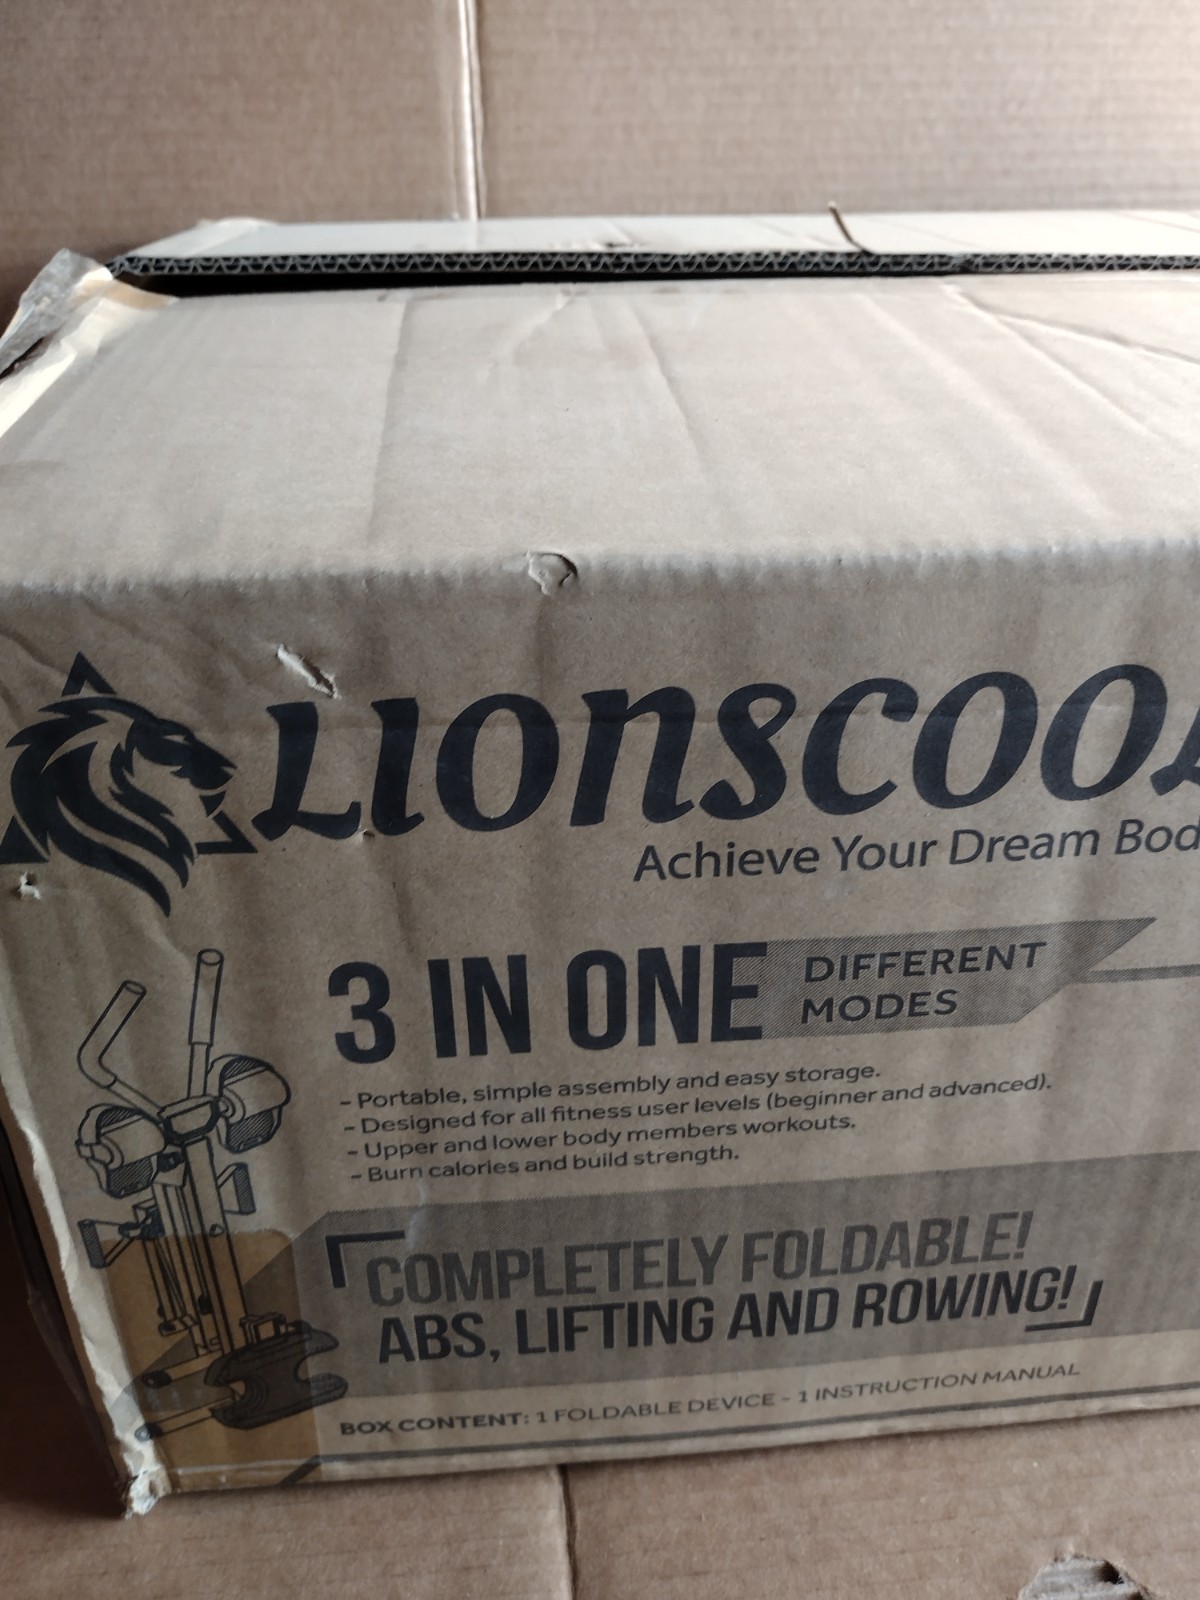 LIONSCOOL
Achieve Your Dream Bod
3 IN ONE DIFFERENT
MODES
- Portable, simple assembly and easy storage.
- Designed for all fitness user levels (beginner and advanced).
- Upper and lower body members workouts.
- Burn calories and build strength.
COMPLETELY FOLDABLE!
ABS, LIFTING AND ROWING!
BOX CONTENT: 1 FOLDABLE DEVICE - 1 INSTRUCTION MANUAL